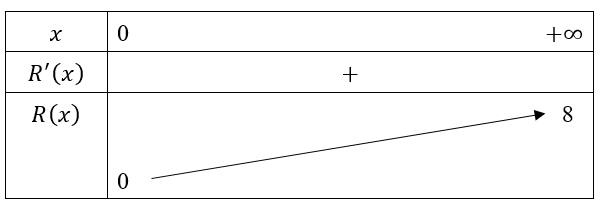 x 0 +∞
R′(x) +
R(x) 8
0